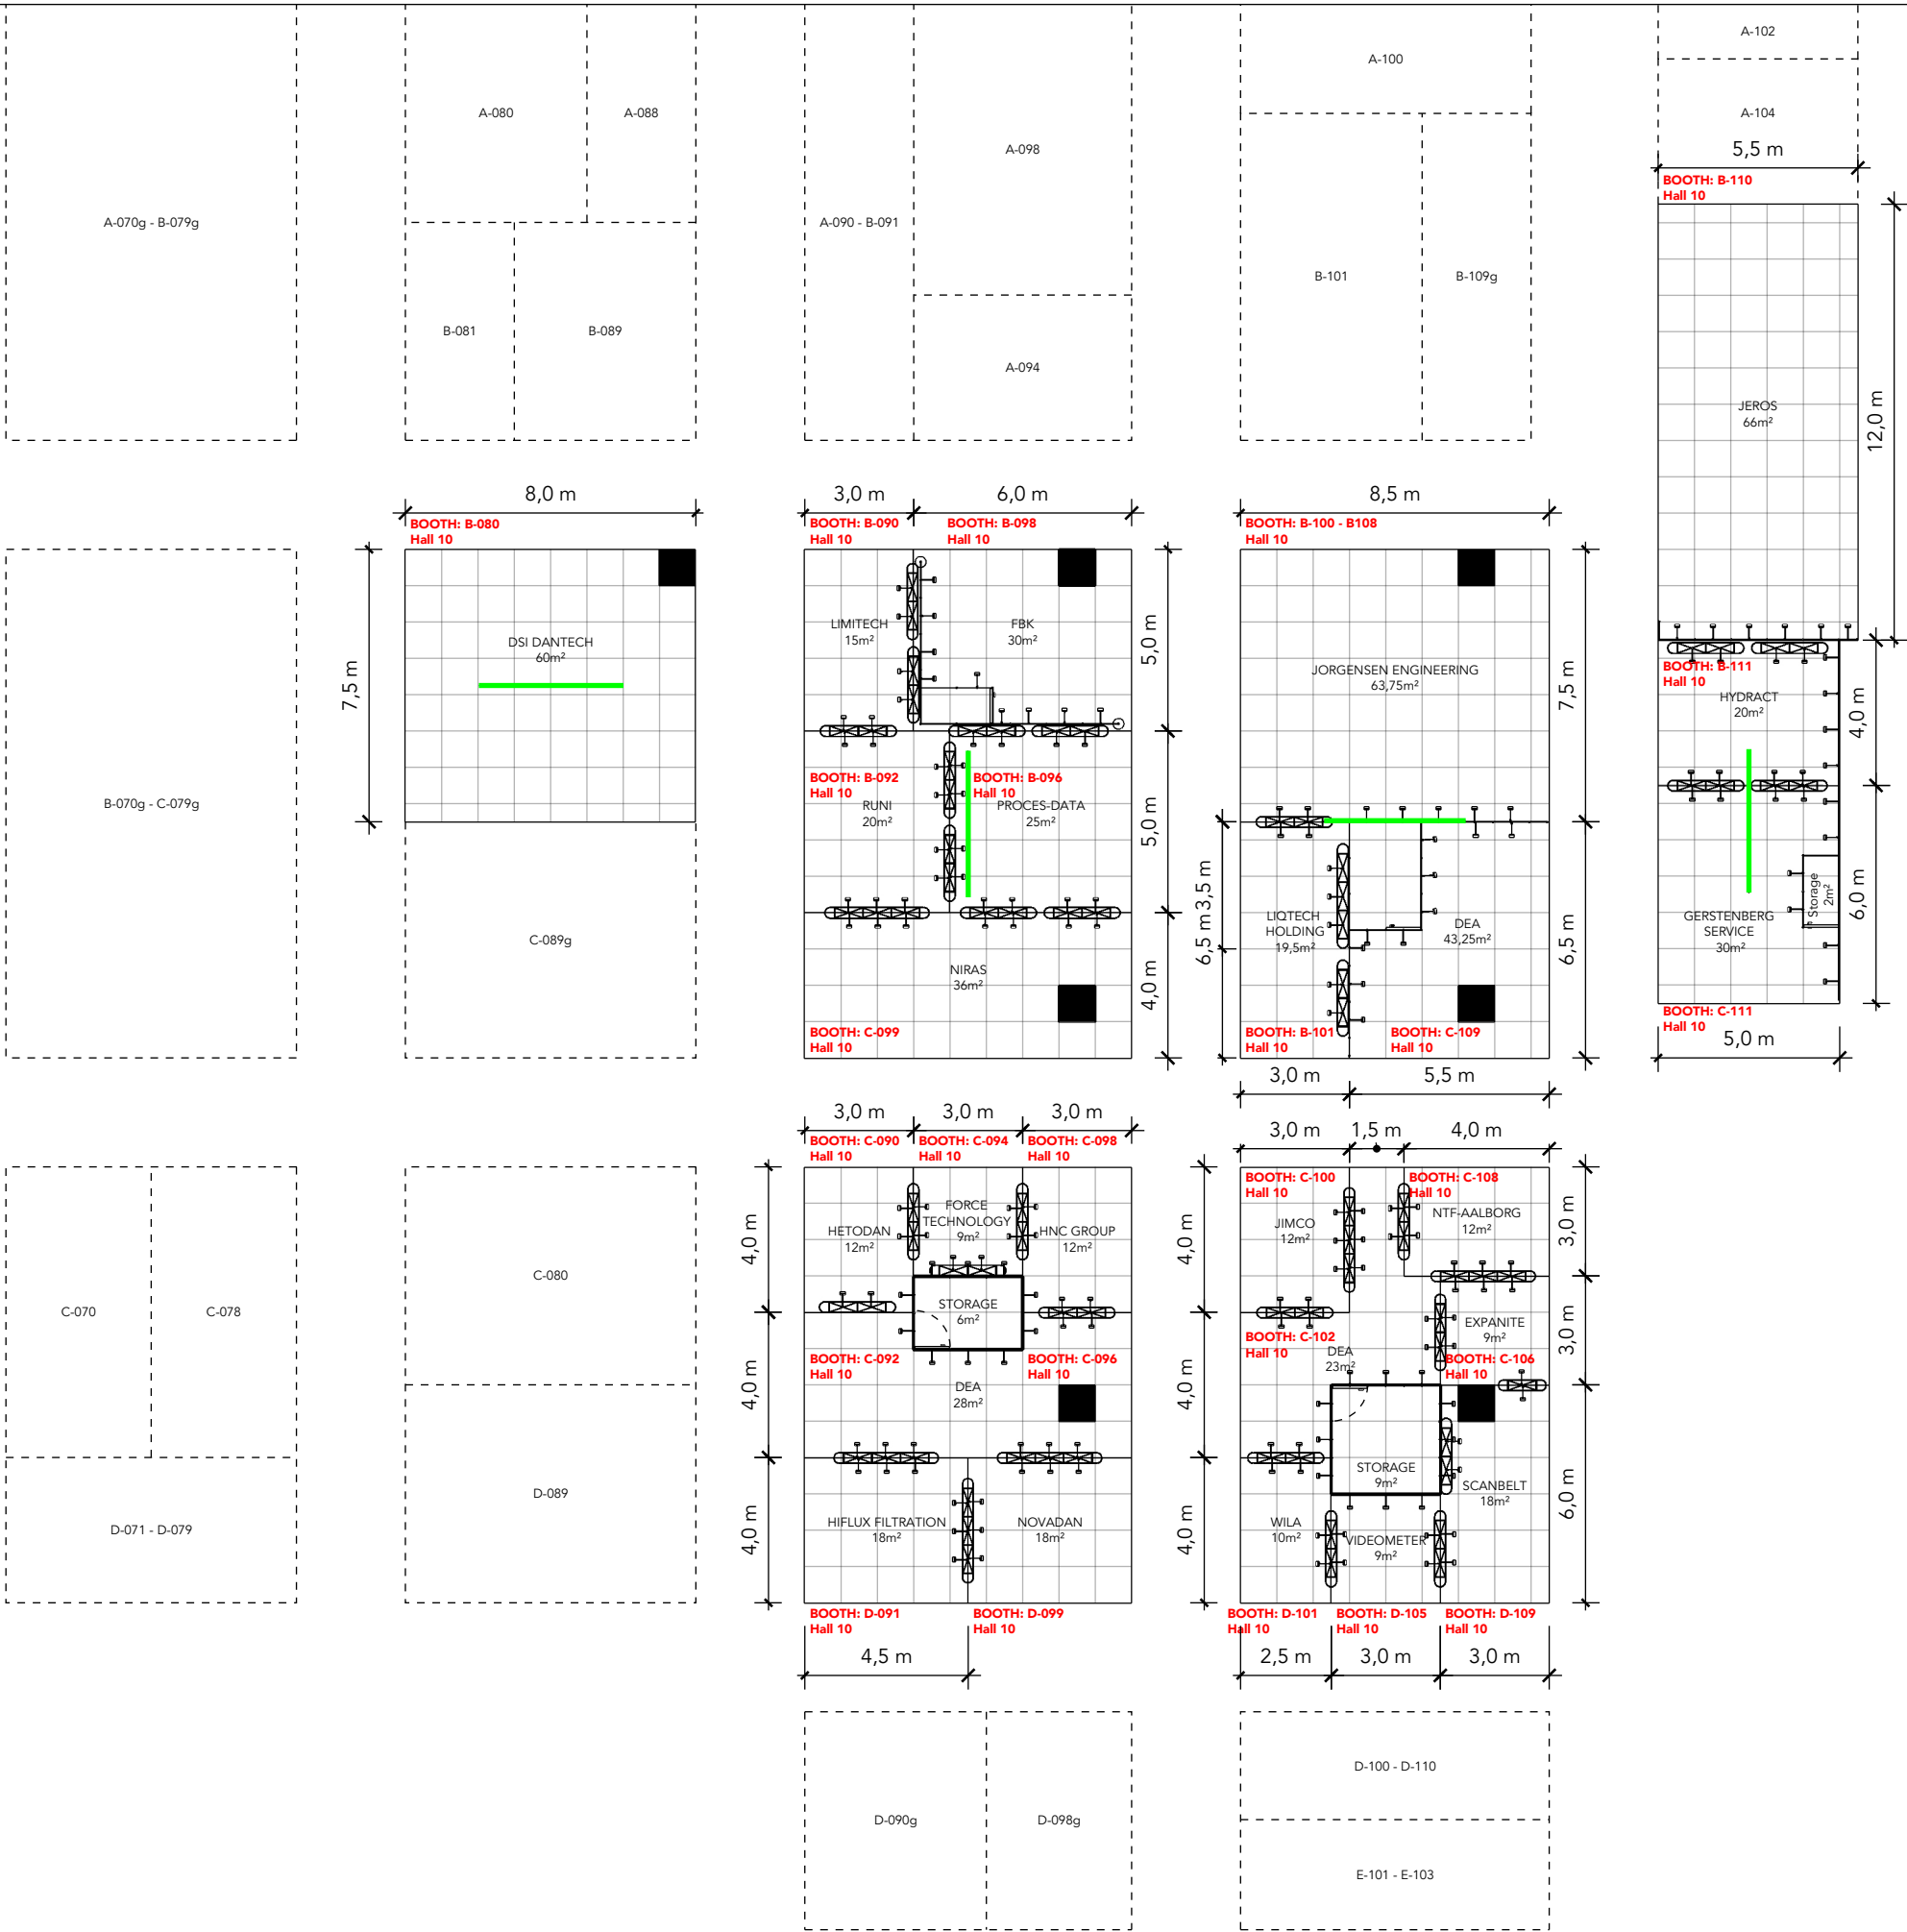 A-102
A-100
A-080
A-088
A-104
A-098
5,5 m
BOOTH: B-110
Hall 10
A-070g - B-079g
A-090 - B-091
B-101
B-109g
B-081
B-089
A-094
JEROS
66m²
12,0 m
8,0 m
3,0 m
6,0 m
8,5 m
BOOTH: B-080
Hall 10
BOOTH: B-090
Hall 10
BOOTH: B-098
Hall 10
BOOTH: B-100 - B108
Hall 10
DSI DANTECH
60m²
7,5 m
LIMITECH
15m²
FBK
30m²
5,0 m
JORGENSEN ENGINEERING
63,75m²
7,5 m
BOOTH: B-111
Hall 10
HYDRACT
20m²
4,0 m
B-070g - C-079g
BOOTH: B-092
Hall 10
RUNI
20m²
BOOTH: B-096
Hall 10
PROCES-DATA
25m²
5,0 m
3,5 m
6,5 m
LIQTECH
HOLDING
19,5m²
DEA
43,25m²
6,5 m
Storage
2m²
GERSTENBERG
SERVICE
30m²
6,0 m
C-089g
NIRAS
36m²
4,0 m
BOOTH: C-099
Hall 10
BOOTH: B-101
Hall 10
BOOTH: C-109
Hall 10
BOOTH: C-111
Hall 10
5,0 m
3,0 m
5,5 m
3,0 m
3,0 m
3,0 m
3,0 m
1,5 m
4,0 m
BOOTH: C-090
Hall 10
BOOTH: C-094
Hall 10
BOOTH: C-098
Hall 10
BOOTH: C-100
Hall 10
BOOTH: C-108
Hall 10
4,0 m
HETODAN
12m²
FORCE
TECHNOLOGY
9m²
HNC GROUP
12m²
4,0 m
JIMCO
12m²
NTF-AALBORG
12m²
3,0 m
C-070
C-078
C-080
STORAGE
6m²
EXPANITE
9m²
3,0 m
BOOTH: C-092
Hall 10
BOOTH: C-096
Hall 10
BOOTH: C-102
Hall 10
DEA
23m²
BOOTH: C-106
Hall 10
4,0 m
DEA
28m²
4,0 m
STORAGE
9m²
SCANBELT
18m²
6,0 m
D-071 - D-079
D-089
4,0 m
HIFLUX FILTRATION
18m²
NOVADAN
18m²
4,0 m
WILA
10m²
VIDEOMETER
9m²
BOOTH: D-091
Hall 10
BOOTH: D-099
Hall 10
BOOTH: D-101
Hall 10
BOOTH: D-105
Hall 10
BOOTH: D-109
Hall 10
4,5 m
2,5 m
3,0 m
3,0 m
D-090g
D-098g
D-100 - D-110
E-101 - E-103